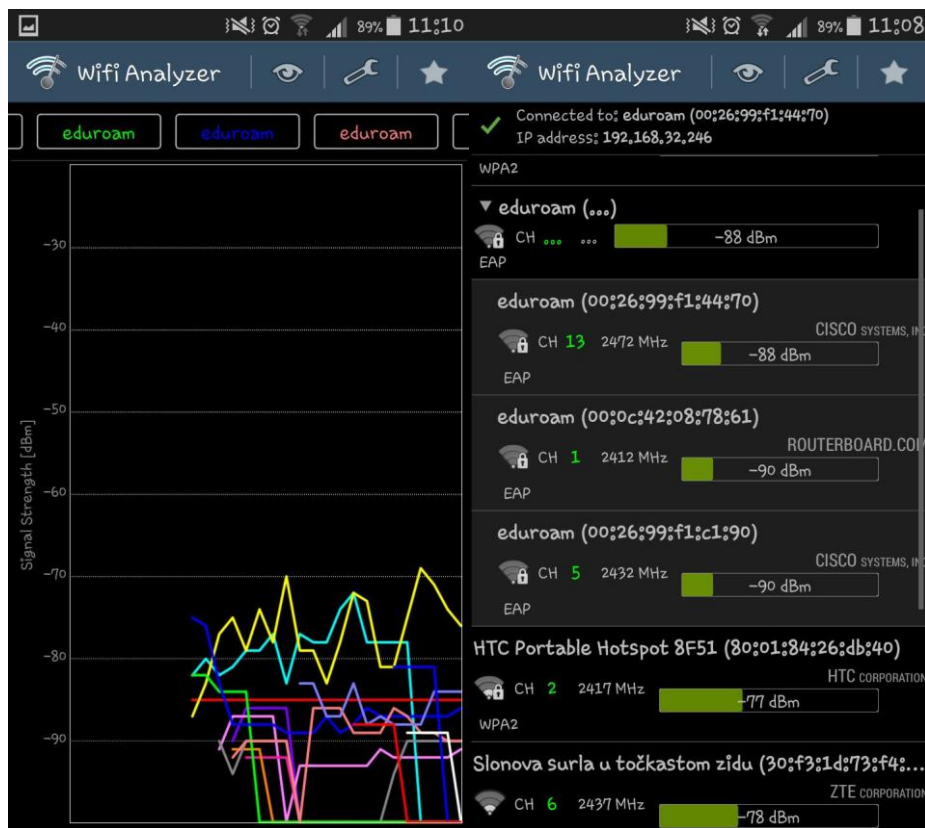 89% 11:10
Wifi Analyzer
eduroam eduroam eduroam
Signal Strength [dBm]
-30
-40
-50
-60
-70
-80
-90
89% 11:08
Wifi Analyzer
Connected to: eduroam (00:26:99:f1:44:70)
IP address: 192.168.32.246
WPA2
eduroam (...)
CH ... ... -88 dBm
EAP
eduroam (00:26:99:f1:44:70)
CISCO SYSTEMS, IN
CH 13 2472 MHz -88 dBm
EAP
eduroam (00:0c:42:08:78:61)
ROUTERBOARD.CO
CH 1 2412 MHz -90 dBm
EAP
eduroam (00:26:99:f1:c1:90)
CISCO SYSTEMS, IN
CH 5 2432 MHz -90 dBm
EAP
HTC Portable Hotspot 8F51 (80:01:84:26:db:40)
HTC CORPORATION
CH 2 2417 MHz -77 dBm
WPA2
Slonova surla u točkastom zidu (30:f3:1d:73:f4:...
ZTE CORPORATION
CH 6 2437 MHz -78 dBm